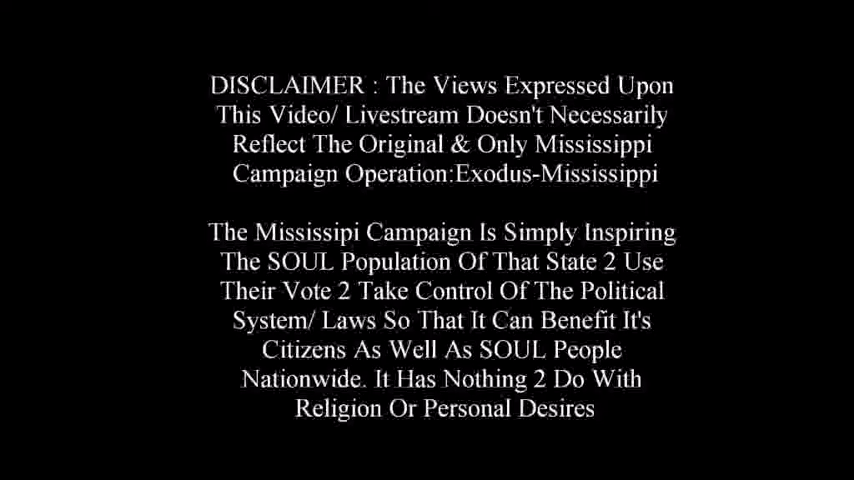 DISCLAIMER : The Views Expressed Upon
This Video/ Livestream Doesn't Necessarily
Reflect The Original & Only Mississippi
Campaign Operation:Exodus-Mississippi
The Mississipi Campaign Is Simply Inspiring
The SOUL Population Of That State 2 Use
Their Vote 2 Take Control Of The Political
System/ Laws So That It Can Benefit It's
Citizens As Well As SOUL People
Nationwide. It Has Nothing 2 Do With
Religion Or Personal Desires